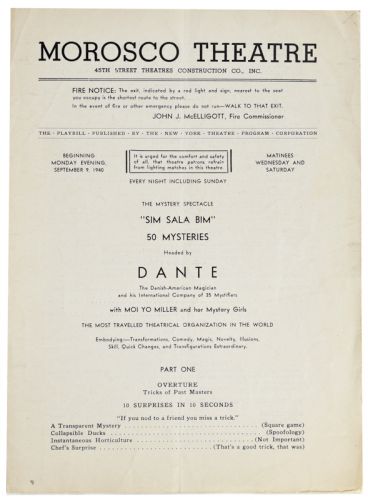 MOROSCO THEATRE
45TH STREET THEATRES CONSTRUCTION CO., INC.
FIRE NOTICE: The exit, indicated by a red light and sign, nearest to the seat
you occupy is the shortest route to the street.
In the event of fire or other emergency please do not run—WALK TO THAT EXIT.
JOHN J. McELLIGOTT, Fire Commissioner
THE · PLAYBILL · PUBLISHED · BY · THE · NEW · YORK · THEATRE · PROGRAM · CORPORATION
BEGINNING
MONDAY EVENING,
SEPTEMBER 9, 1940
It is urged for the comfort and safety
of all, that theatre patrons refrain
from lighting matches in this theatre.
MATINEES
WEDNESDAY AND
SATURDAY
EVERY NIGHT INCLUDING SUNDAY
THE MYSTERY SPECTACLE
"SIM SALA BIM"
50 MYSTERIES
Headed by
DANTE
The Danish-American Magician
and his International Company of 35 Mystifiers
with MOI YO MILLER and her Mystery Girls
THE MOST TRAVELLED THEATRICAL ORGANIZATION IN THE WORLD
Embodying:—Transformations, Comedy, Magic, Novelty, Illusions,
Skill, Quick Changes, and Transfigurations Extraordinary.
PART ONE
OVERTURE
Tricks of Past Masters
10 SURPRISES IN 10 SECONDS
"If you nod to a friend you miss a trick."
A Transparent Mystery (Square game)
Collapsible Ducks (Spoofology)
Instantaneous Horticulture (Not Important)
Chef's Surprise (That's a good trick, that was)